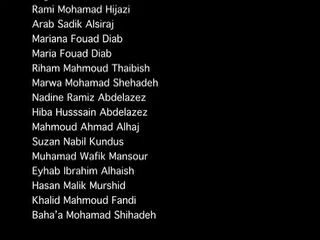 Rami Mohamad Hijazi
Arab Sadik Alsiraj
Mariana Fouad Diab
Maria Fouad Diab
Riham Mahmoud Thaibish
Marwa Mohamad Shehadeh
Nadine Ramiz Abdelazez
Hiba Husssain Abdelazez
Mahmoud Ahmad Alhaj
Suzan Nabil Kundus
Muhamad Wafik Mansour
Eyhab Ibrahim Alhaish
Hasan Malik Murshid
Khalid Mahmoud Fandi
Baha'a Mohamad Shihadeh